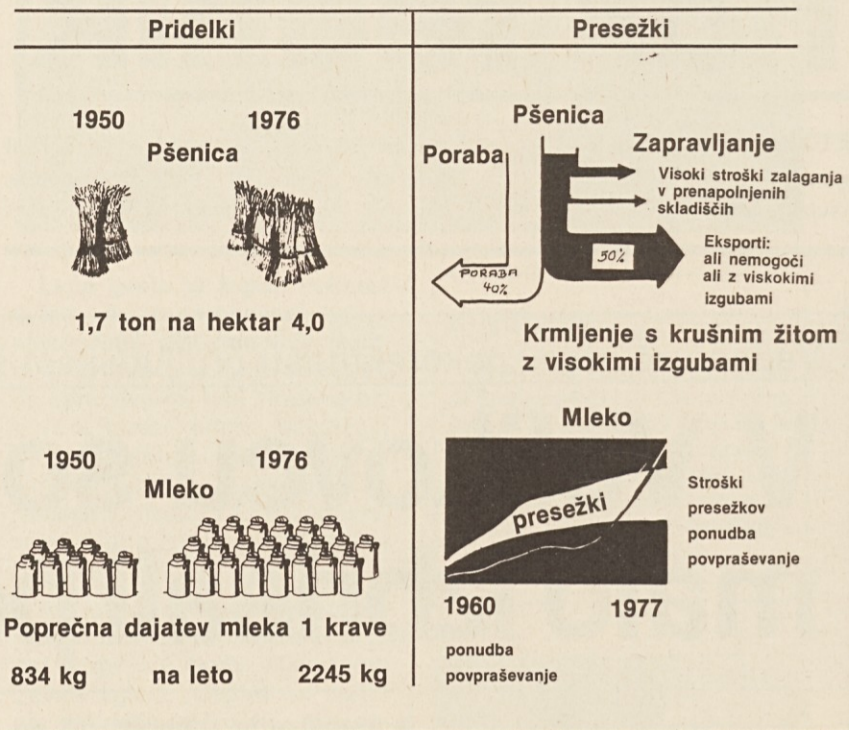 Pridelki
1950 1976
Pšenica
1,7 ton na hektar 4,0
1950 1976
Mleko
Poprečna dajatev mleka 1 krave
834 kg na leto 2245 kg
Presežki
Pšenica
Poraba
Zapravljanje
Visoki stroški zalaganja
v prenapolnjenih
skladiščih
PORABA
40%
50%
Eksporti:
ali nemogoči
ali z viskokimi
izgubami
Krmljenje s krušnim žitom
z visokimi izgubami
Mleko
presežki
Stroški
presežkov
ponudba
povpraševanje
1960 1977
ponudba
povpraševanje